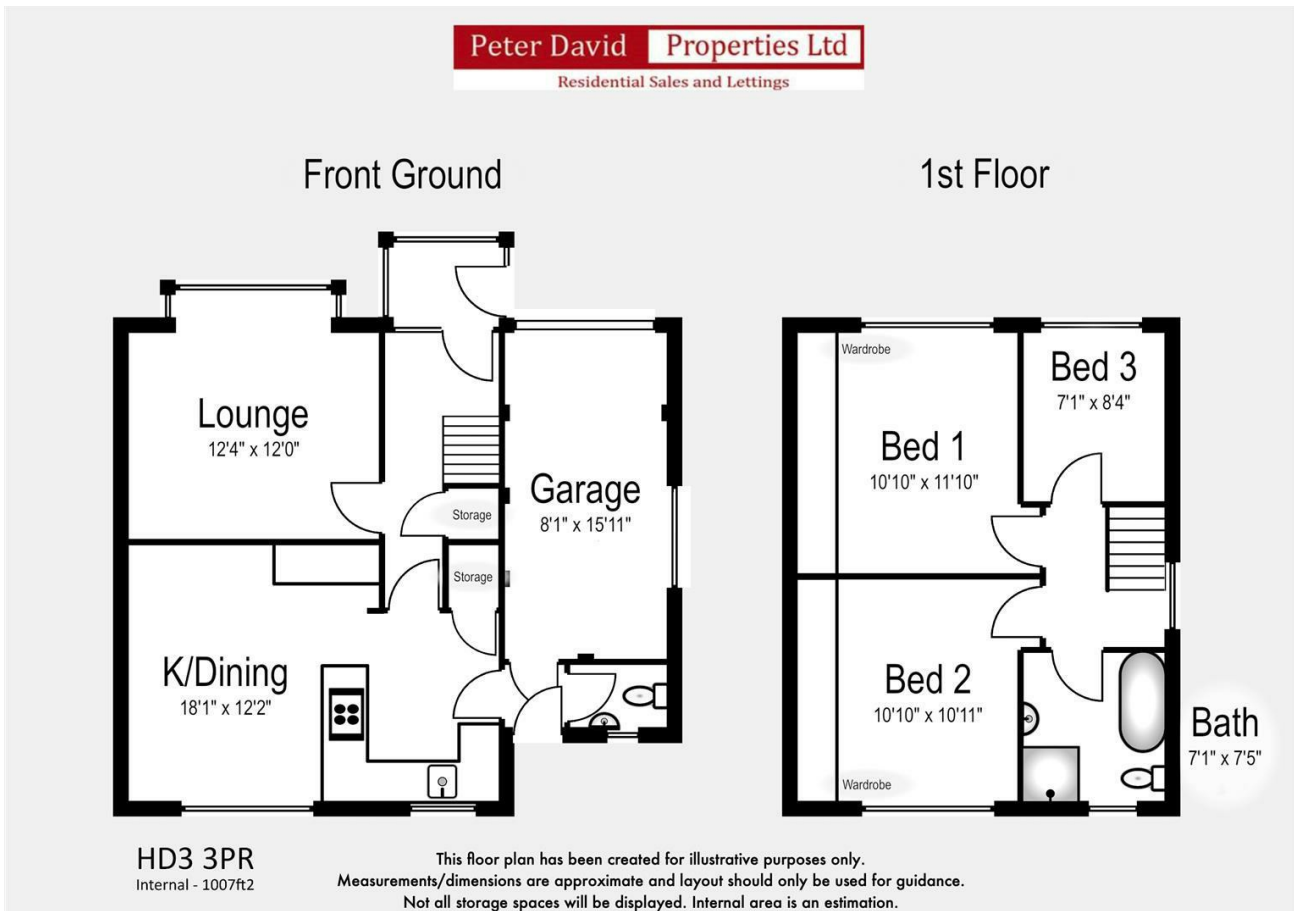 Peter David Properties Ltd
Residential Sales and Lettings
Front Ground
1st Floor
Lounge
12'4" x 12'0"
Storage
Storage
Garage
8'1" x 15'11"
K/Dining
18'1" x 12'2"
Wardrobe
Bed 1
10'10" x 11'10"
Bed 3
7'1" x 8'4"
Bed 2
10'10" x 10'11"
Wardrobe
Bath
7'1" x 7'5"
HD3 3PR
Internal - 1007ft2
This floor plan has been created for illustrative purposes only.
Measurements/dimensions are approximate and layout should only be used for guidance.
Not all storage spaces will be displayed. Internal area is an estimation.